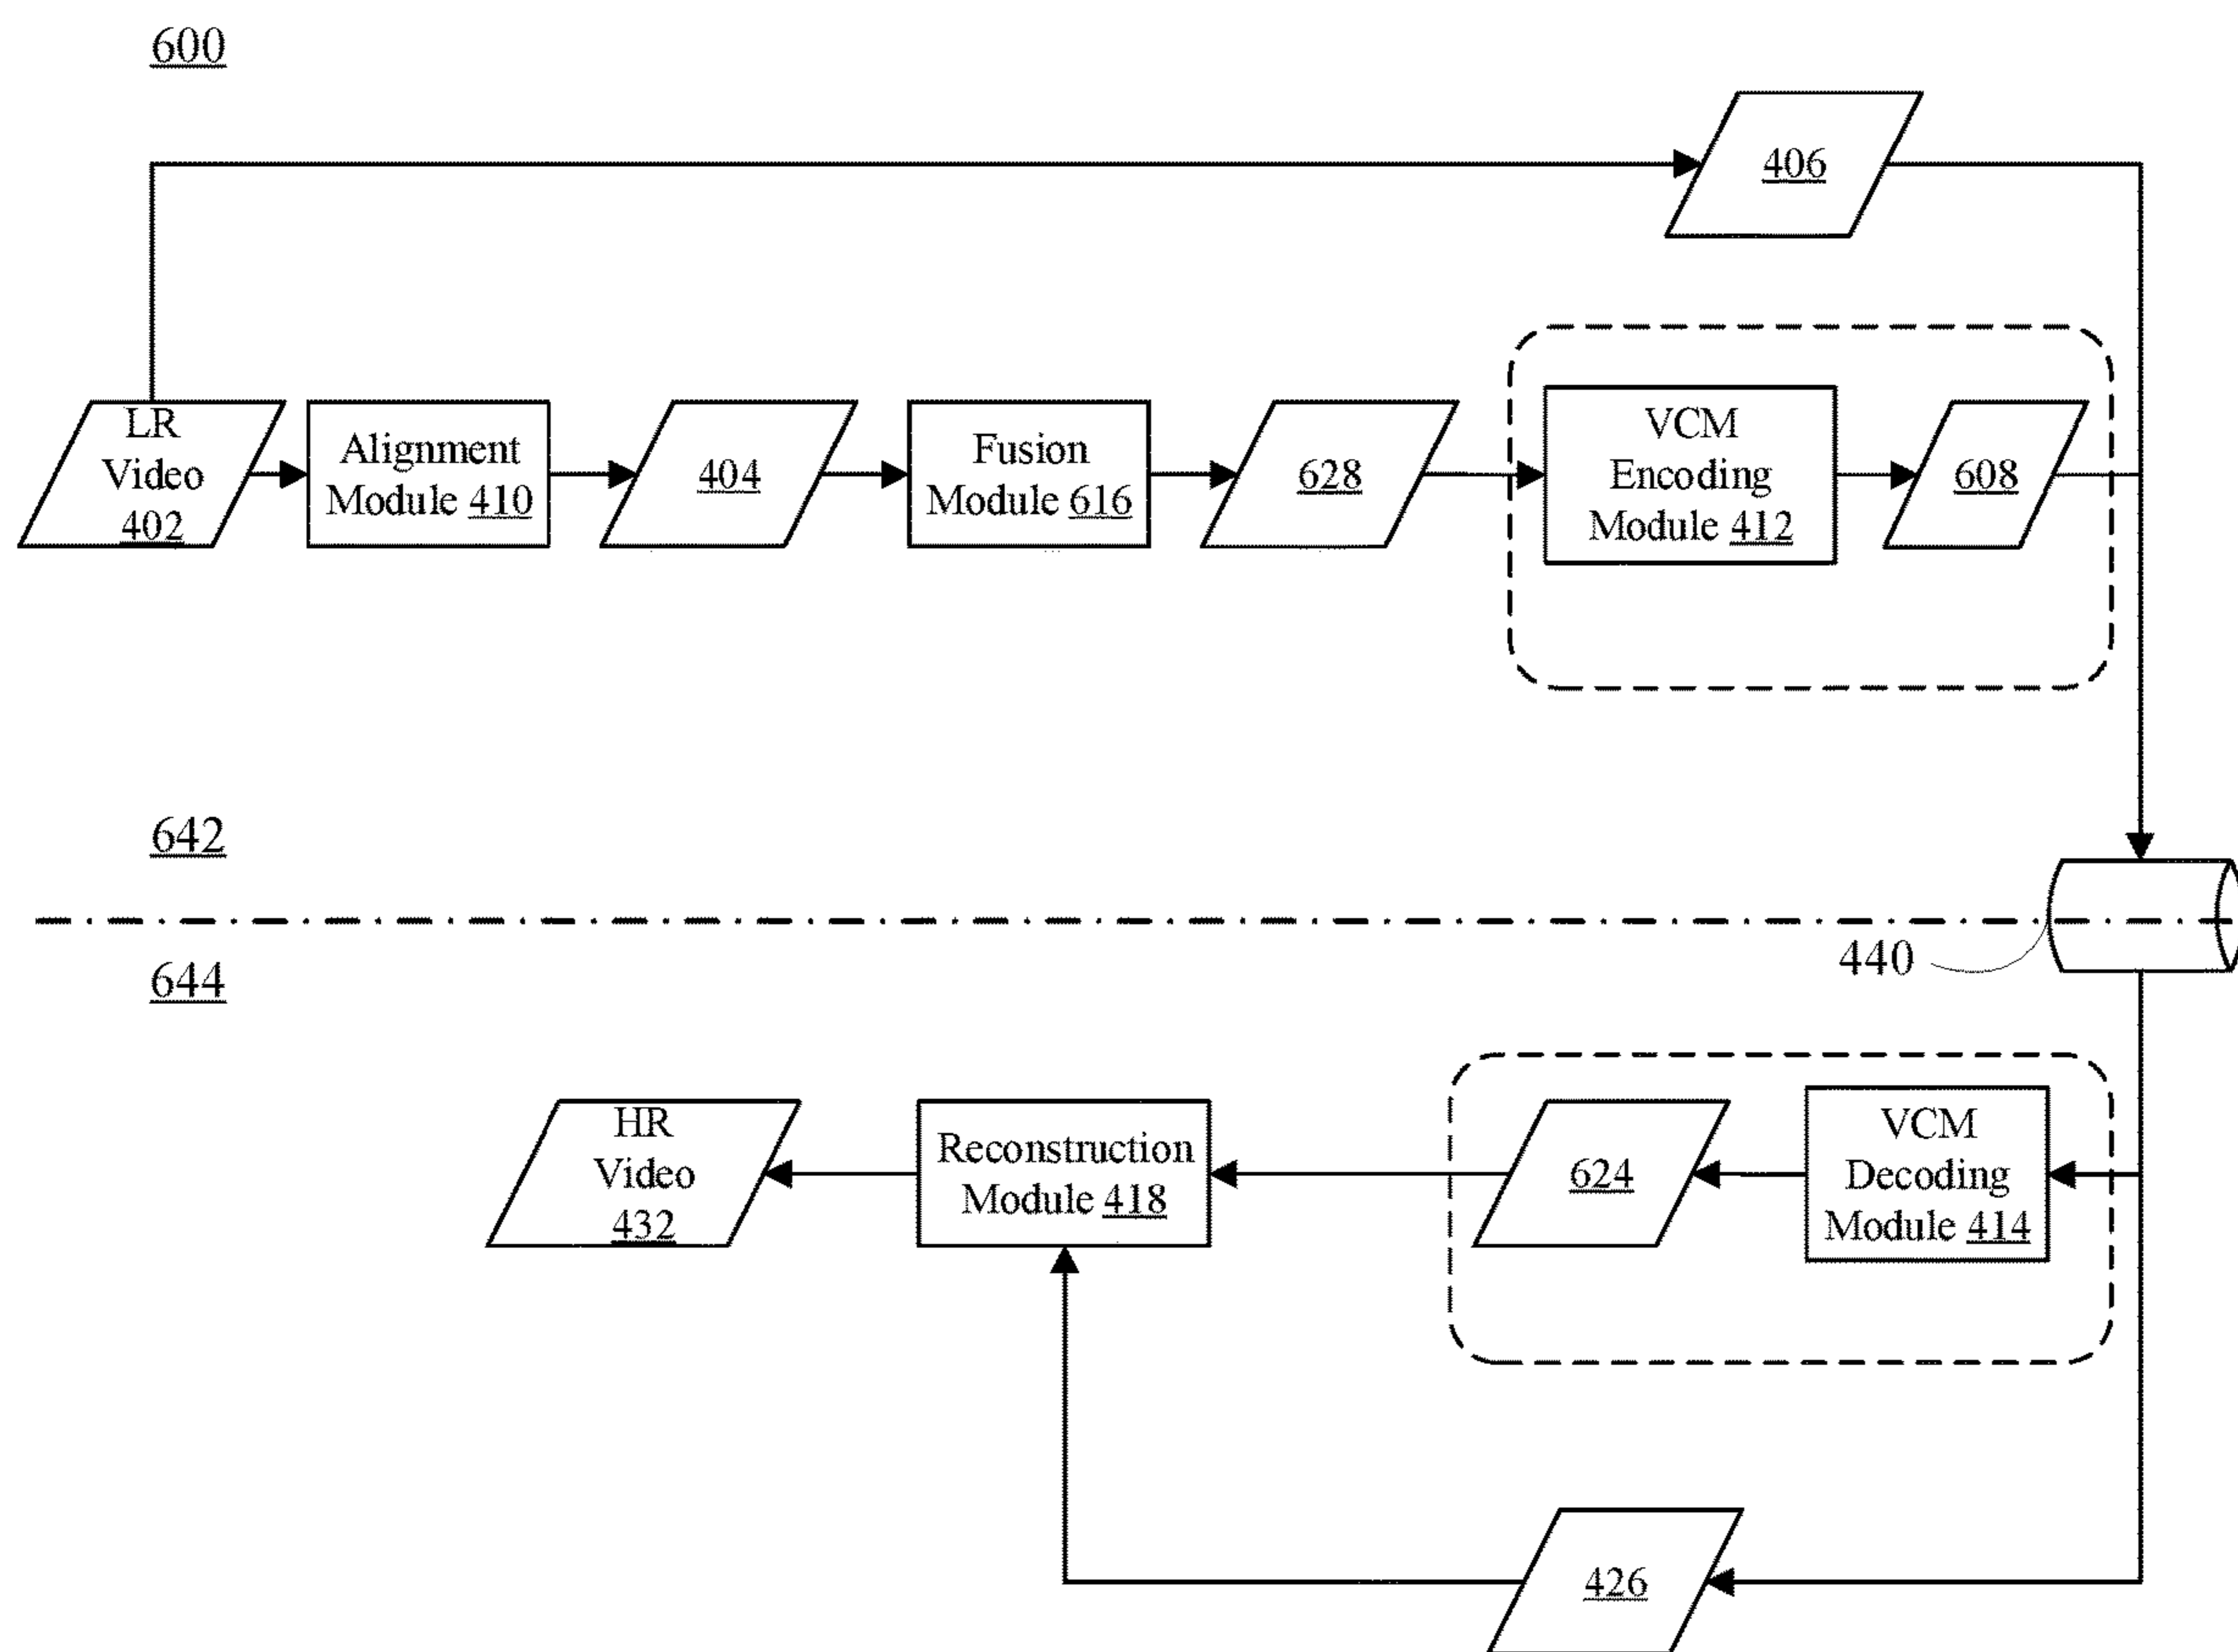 600
406
LR
Video
402
Alignment
Module 410
404
Fusion
Module 616
628
VCM
Encoding
Module 412
608
642
440
644
HR
Video
432
Reconstruction
Module 418
624
VCM
Decoding
Module 414
426